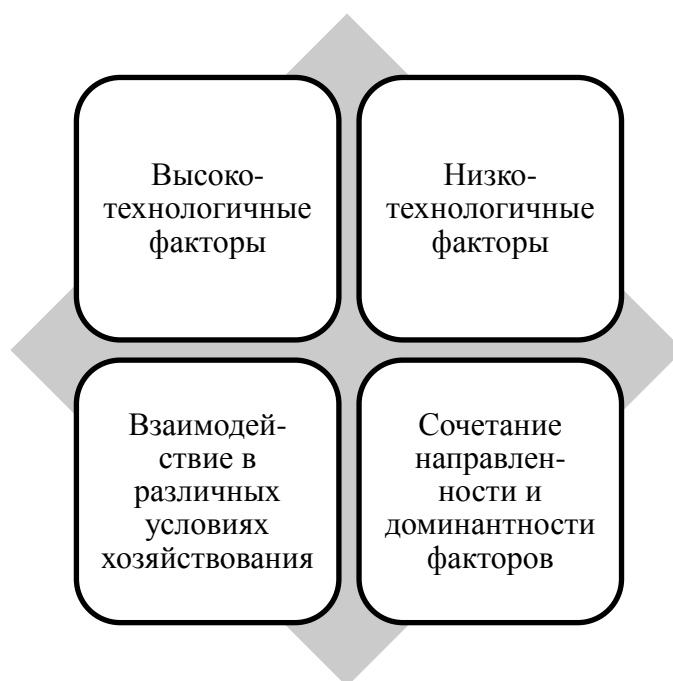 Высоко-
технологичные
факторы
Низко-
технологичные
факторы
Взаимодей-
ствие в
различных
условиях
хозяйствования
Сочетание
направлен-
ности и
доминантности
факторов